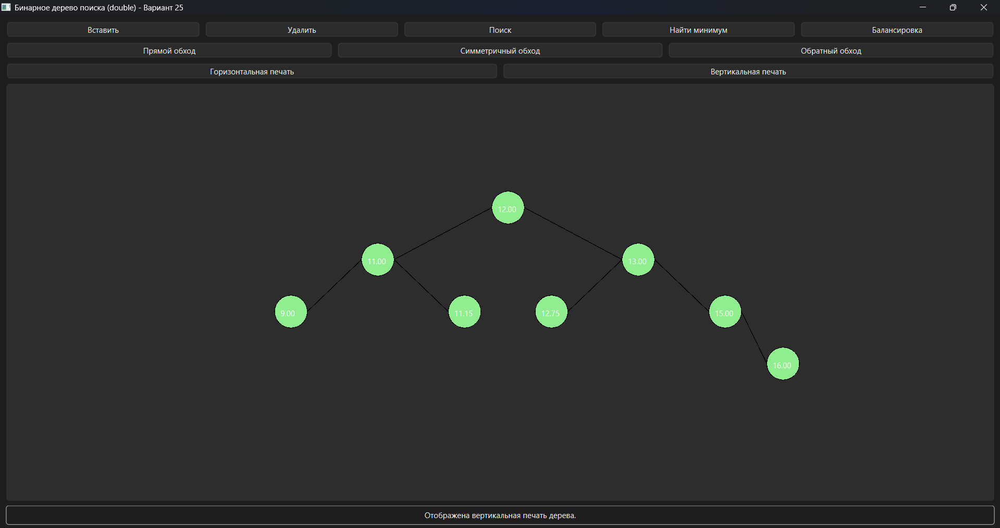 Бинарное дерево поиска (double) - Вариант 25
Вставить
Удалить
Поиск
Найти минимум
Балансировка
Прямой обход
Симметричный обход
Обратный обход
Горизонтальная печать
Вертикальная печать
12.00
11.00
13.00
9.00
11.15
12.75
15.00
16.00
Отображена вертикальная печать дерева.